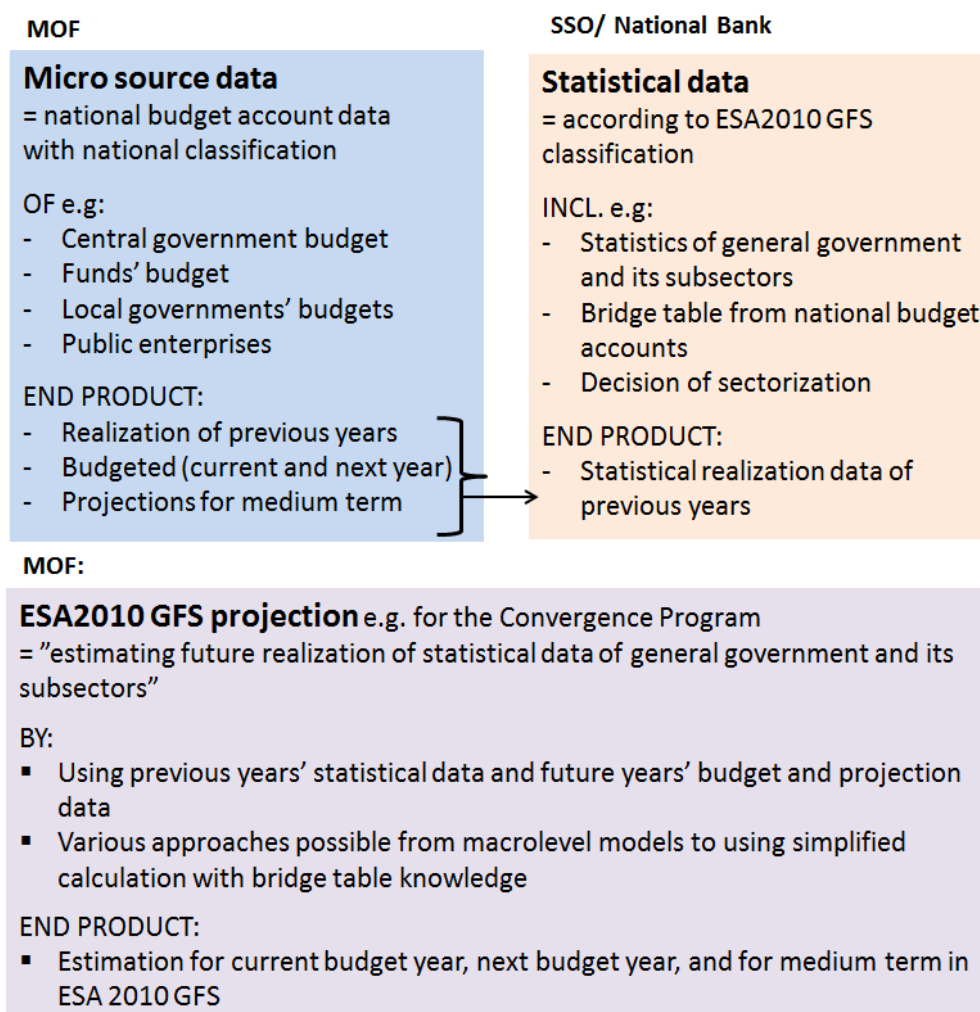 MOF
Micro source data
= national budget account data
with national classification
OF e.g:
- Central government budget
- Funds’ budget
- Local governments’ budgets
- Public enterprises
END PRODUCT:
- Realization of previous years
- Budgeted (current and next year)
- Projections for medium term
SSO/ National Bank
Statistical data
= according to ESA2010 GFS
classification
INCL. e.g:
- Statistics of general government
and its subsectors
- Bridge table from national budget
accounts
- Decision of sectorization
END PRODUCT:
- Statistical realization data of
previous years
MOF:
ESA2010 GFS projection e.g. for the Convergence Program
= ”estimating future realization of statistical data of general government and its
subsectors”
BY:
▪ Using previous years’ statistical data and future years’ budget and projection
data
▪ Various approaches possible from macrolevel models to using simplified
calculation with bridge table knowledge
END PRODUCT:
▪ Estimation for current budget year, next budget year, and for medium term in
ESA 2010 GFS